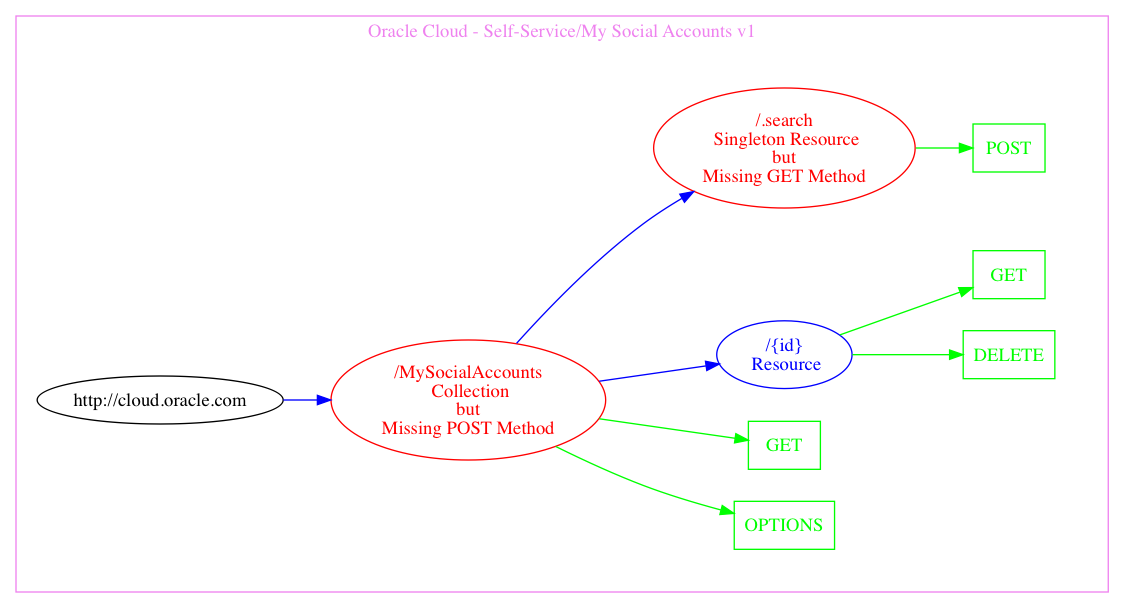 Oracle Cloud - Self-Service/My Social Accounts v1
/.search
Singleton Resource
but
Missing GET Method
POST
GET
/{id}
Resource
DELETE
/MySocialAccounts
Collection
but
Missing POST Method
http://cloud.oracle.com
GET
OPTIONS